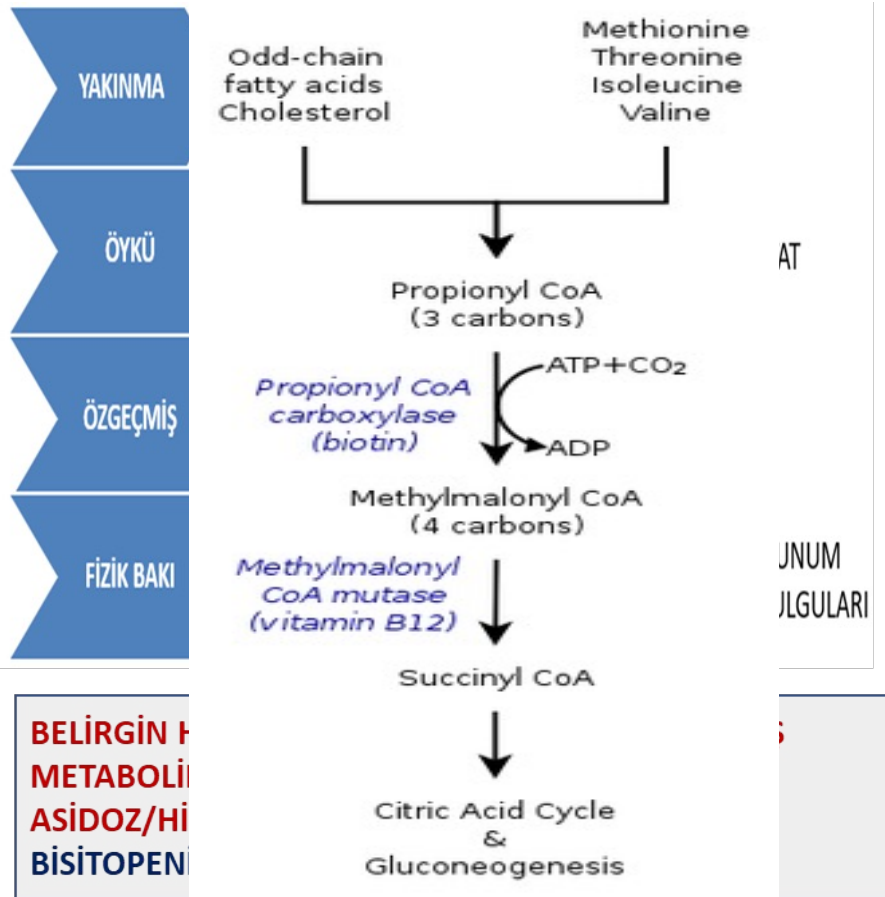 YAKINMA
ÖYKÜ
ÖZGEÇMİŞ
FİZİK BAKI
Odd-chain
fatty acids
Cholesterol
Methionine
Threonine
Isoleucine
Valine
Propionyl CoA
(3 carbons)
Propionyl CoA
carboxylase
(biotin)
ATP+CO₂
ADP
Methylmalonyl CoA
(4 carbons)
Methylmalonyl
CoA mutase
(vitamin B12)
Succinyl CoA
Citric Acid Cycle
&
Gluconeogenesis
AT
UNUM
ULGULARI
BELİRGİN H
METABOLİ
ASİDOZ/Hİ
BİSİTOPENİ